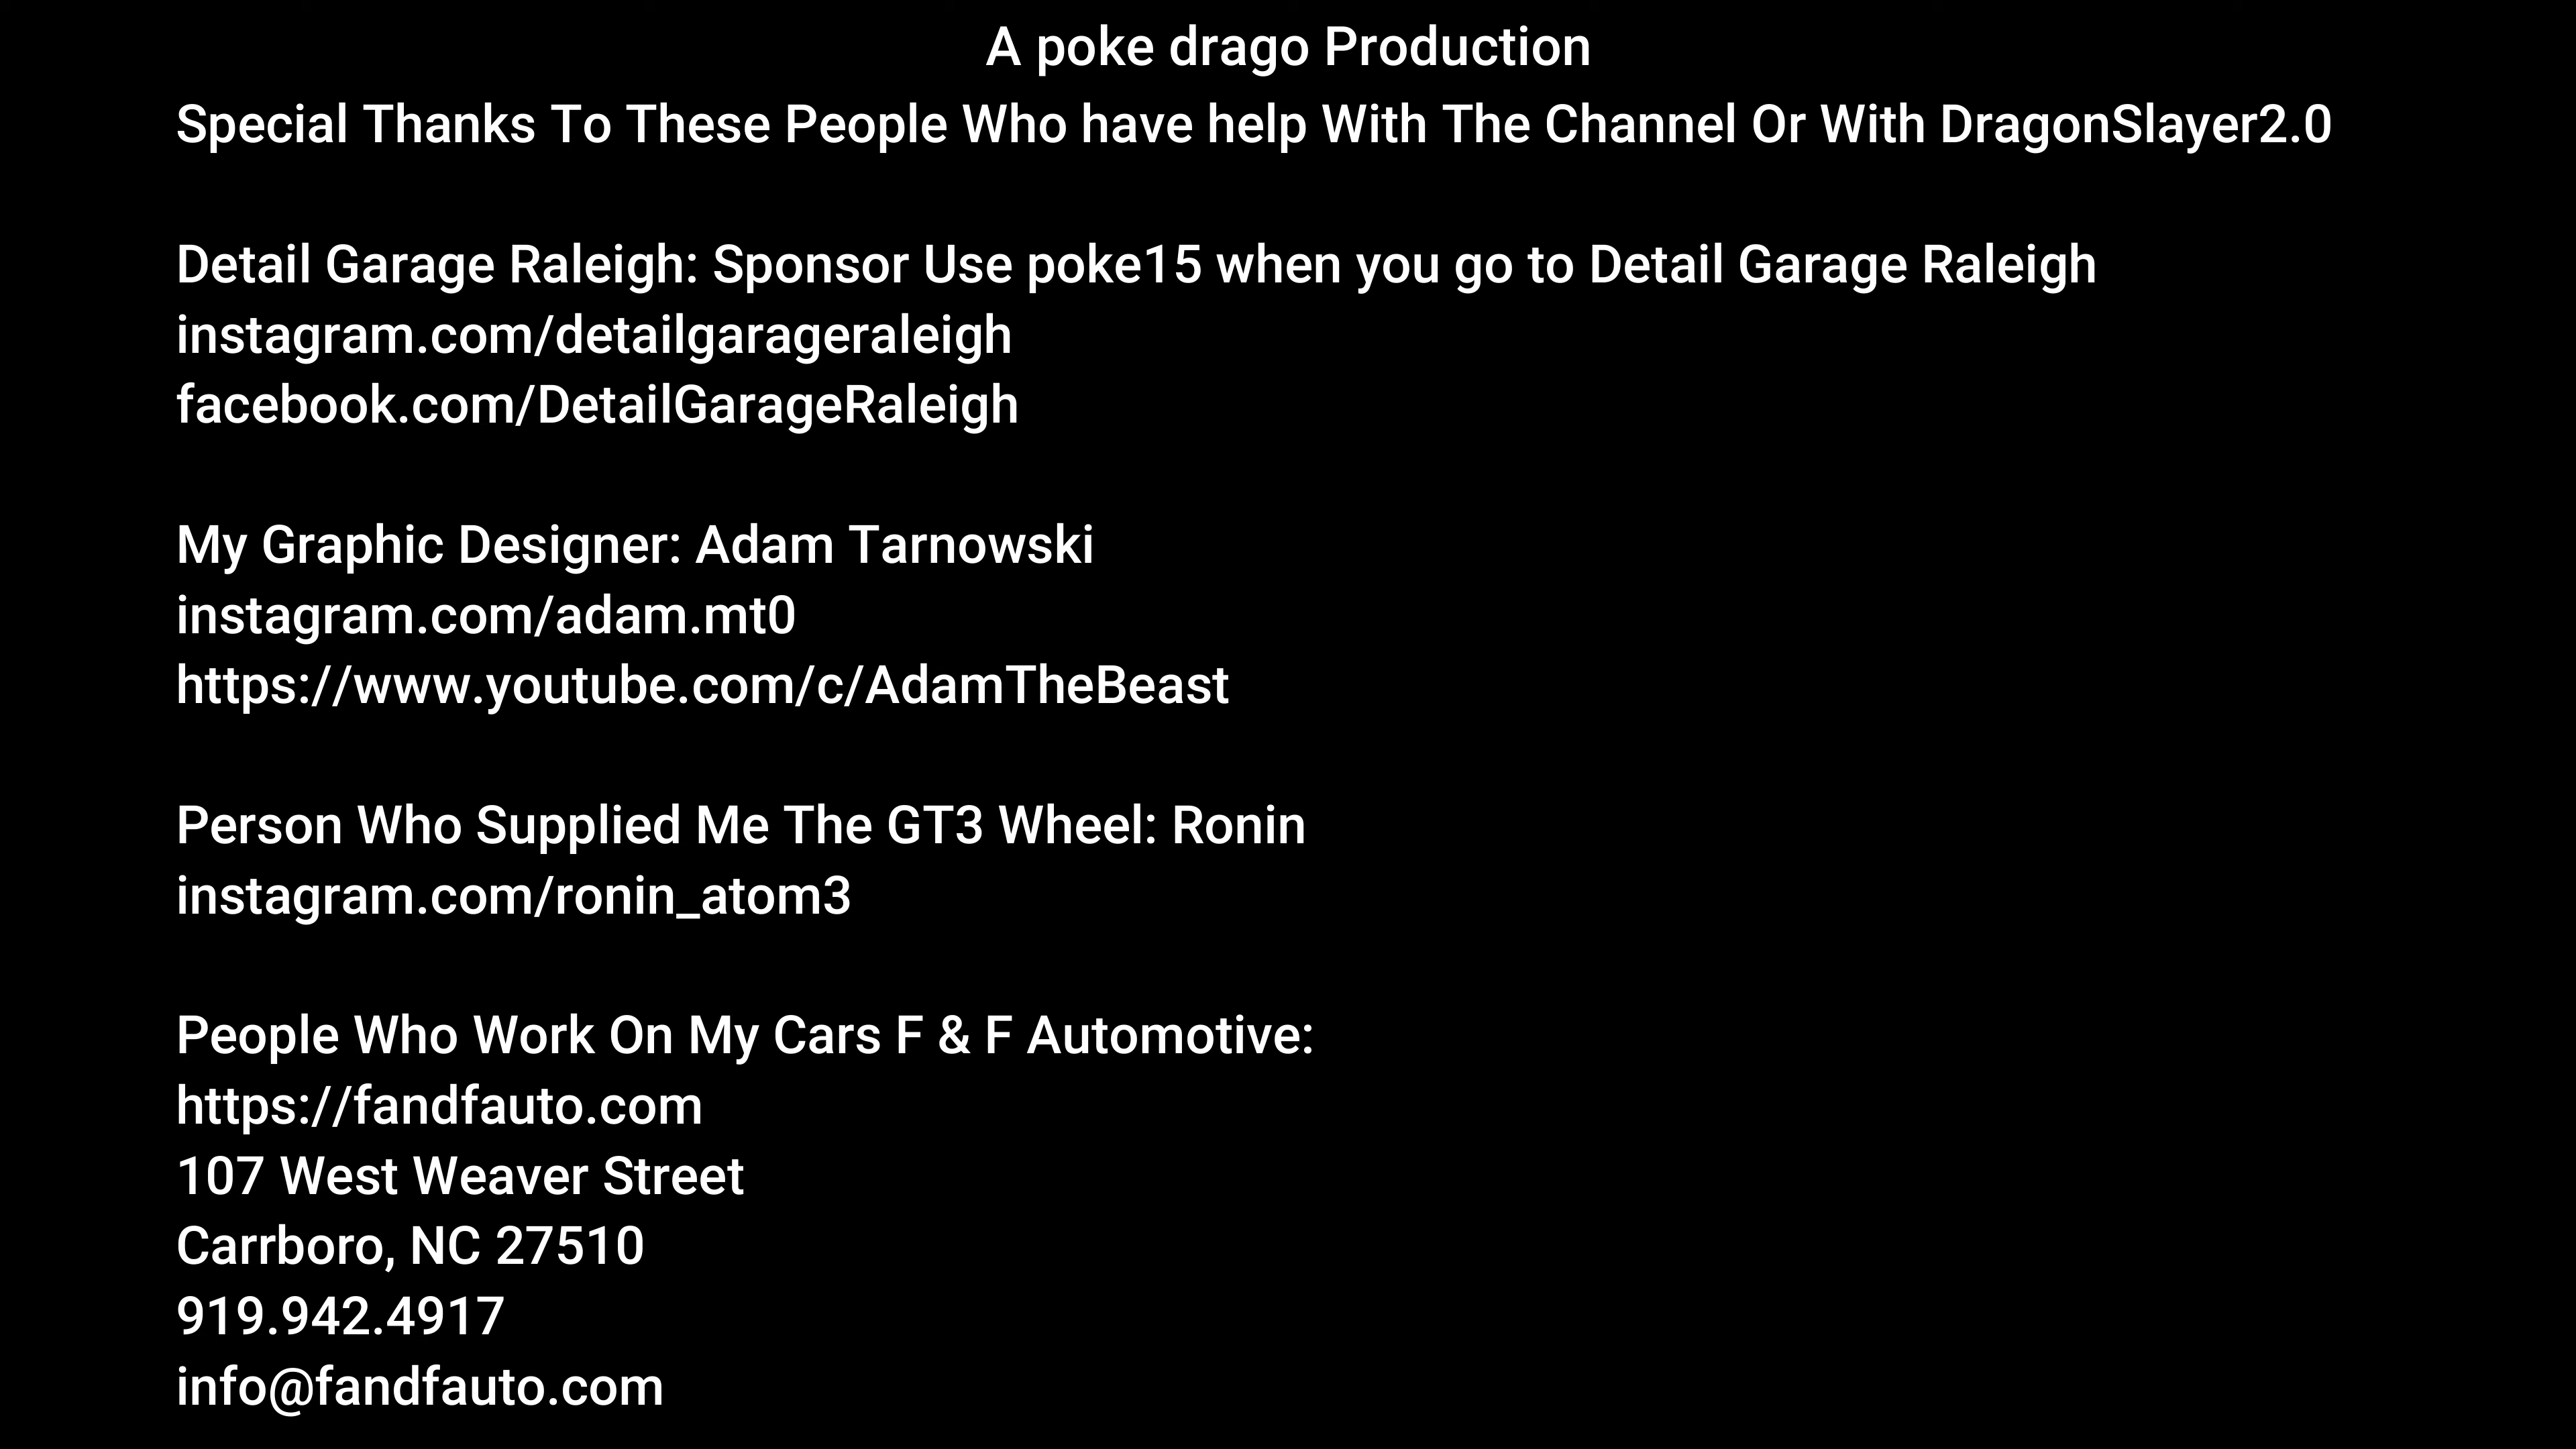 A poke drago Production
Special Thanks To These People Who have help With The Channel Or With DragonSlayer2.0
Detail Garage Raleigh: Sponsor Use poke15 when you go to Detail Garage Raleigh
instagram.com/detailgarageraleigh
facebook.com/DetailGarageRaleigh
My Graphic Designer: Adam Tarnowski
instagram.com/adam.mt0
https://www.youtube.com/c/AdamTheBeast
Person Who Supplied Me The GT3 Wheel: Ronin
instagram.com/ronin_atom3
People Who Work On My Cars F & F Automotive:
https://fandfauto.com
107 West Weaver Street
Carrboro, NC 27510
919.942.4917
info@fandfauto.com